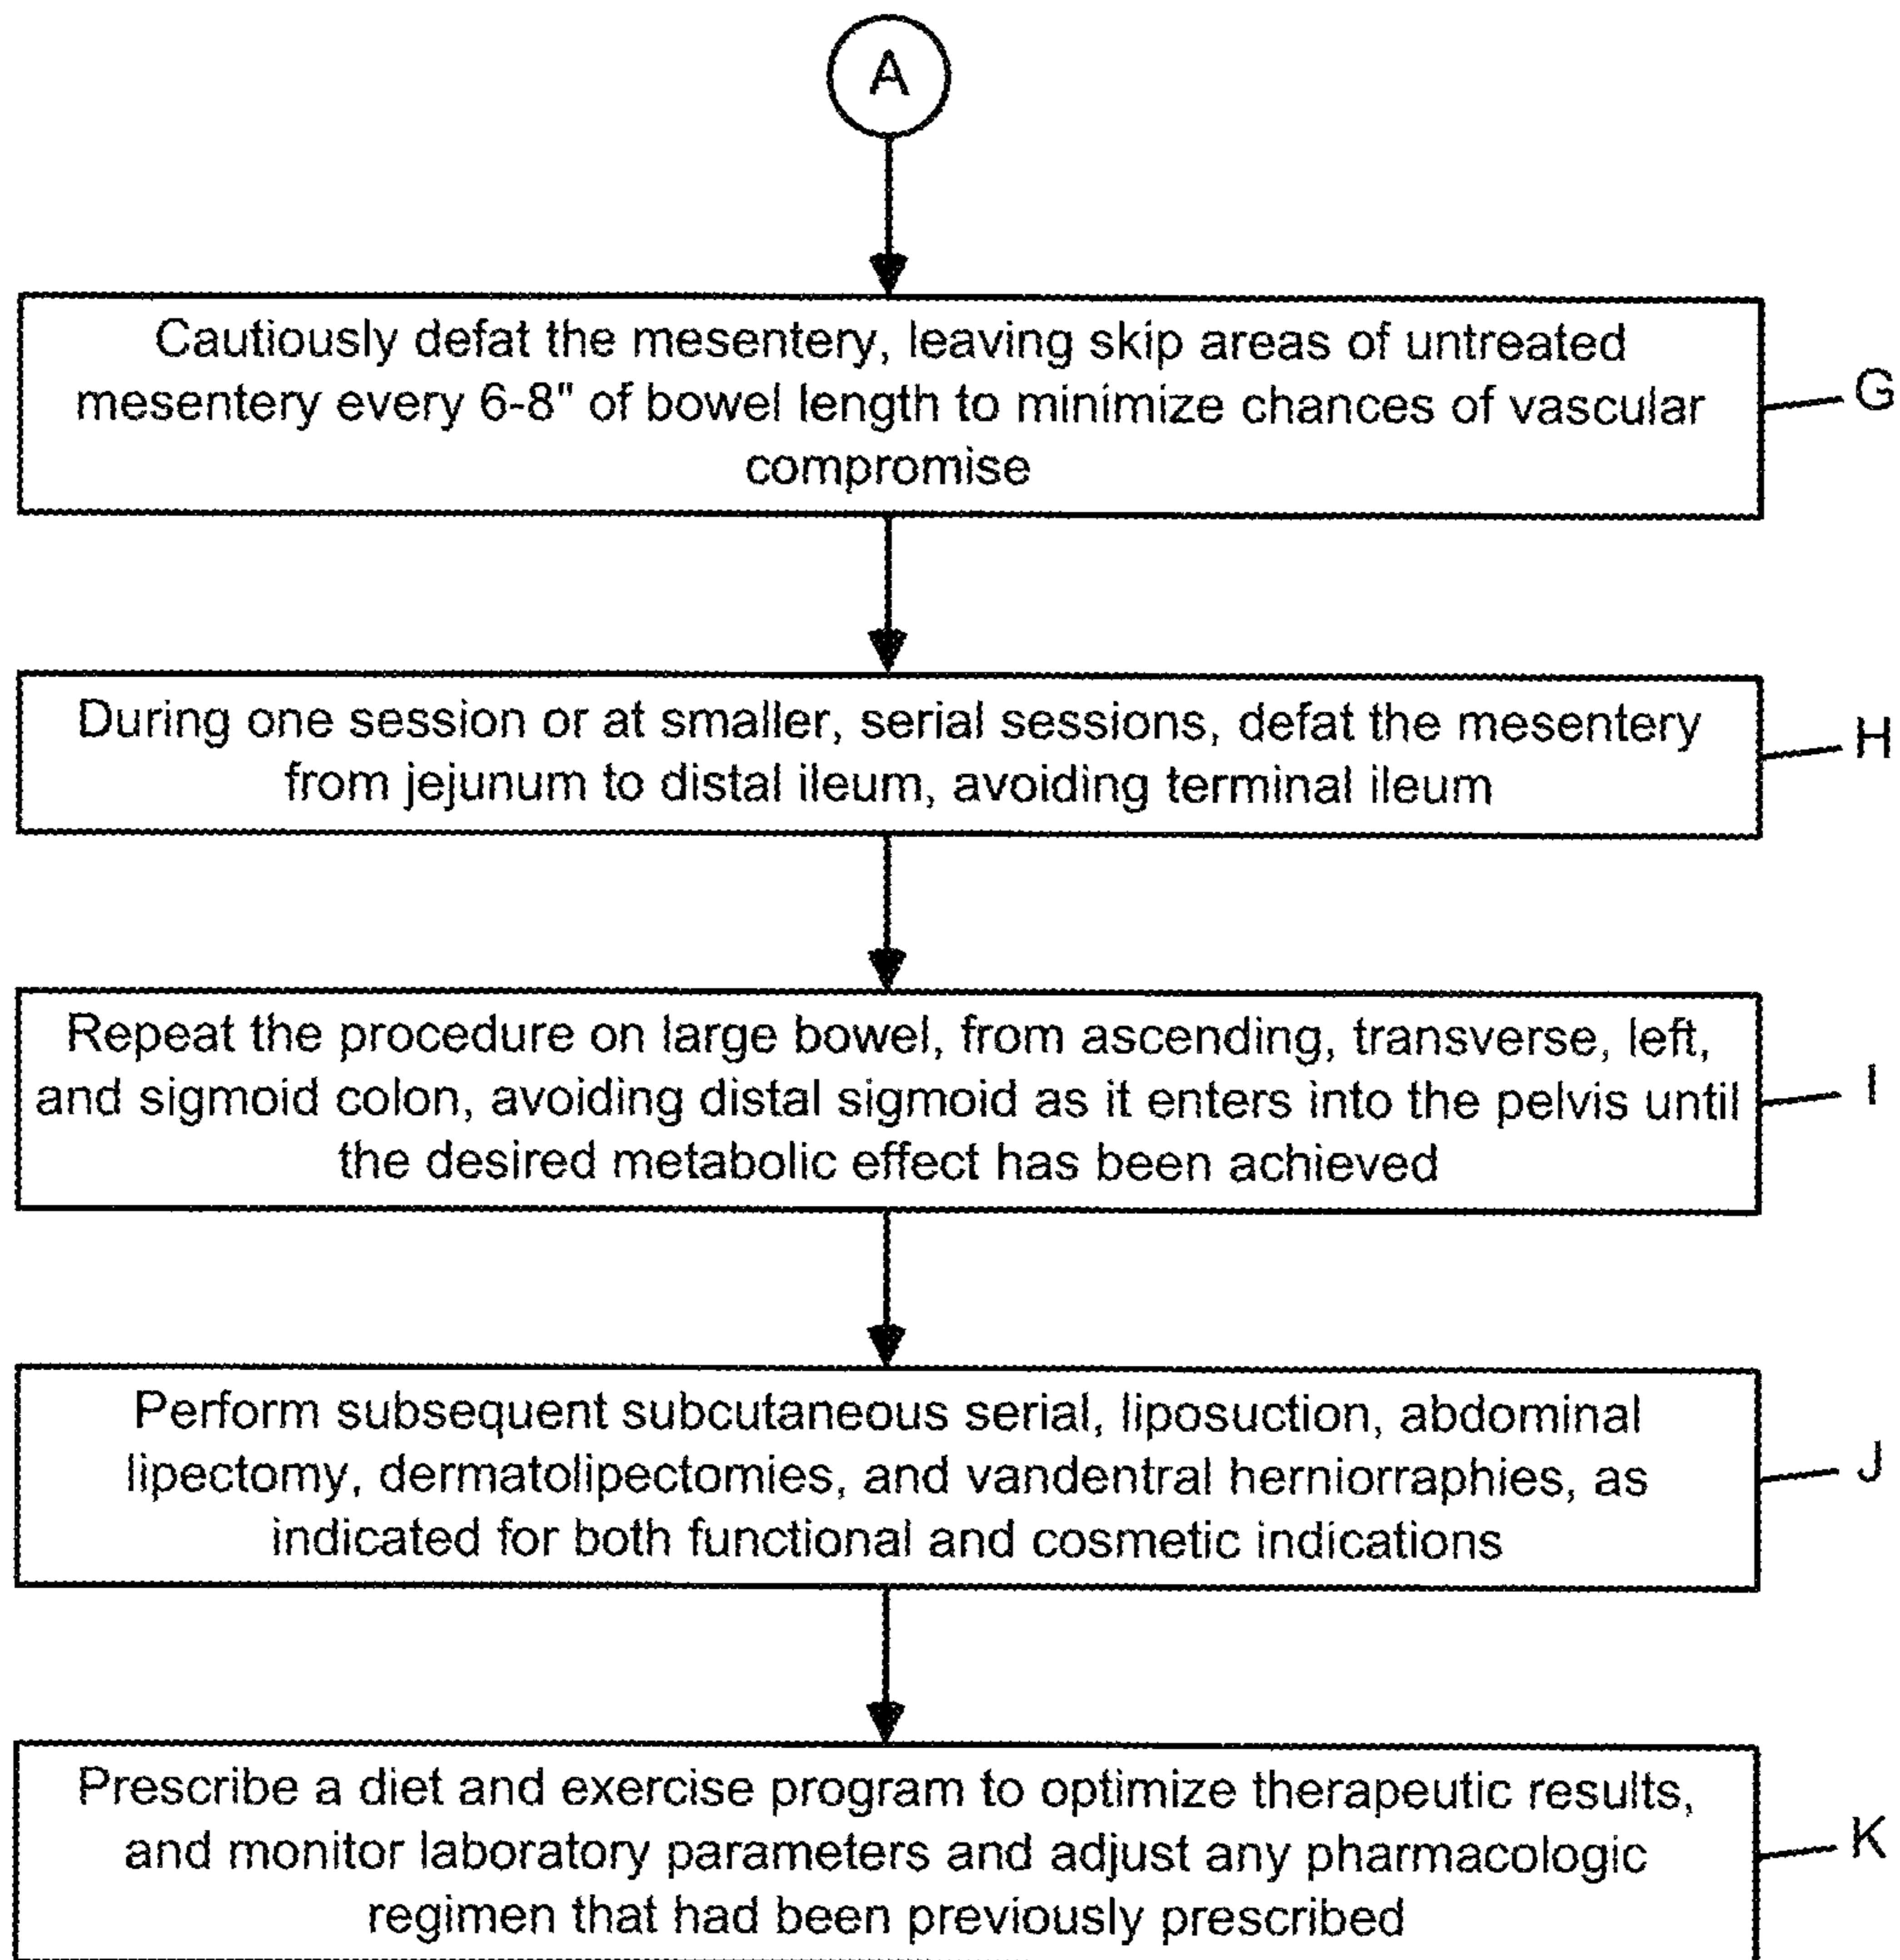 A
Cautiously defat the mesentery, leaving skip areas of untreated
mesentery every 6-8" of bowel length to minimize chances of vascular
compromise
G
During one session or at smaller, serial sessions, defat the mesentery
from jejunum to distal ileum, avoiding terminal ileum
H
Repeat the procedure on large bowel, from ascending, transverse, left,
and sigmoid colon, avoiding distal sigmoid as it enters into the pelvis until
the desired metabolic effect has been achieved
I
Perform subsequent subcutaneous serial, liposuction, abdominal
lipectomy, dermatolipectomies, and vandentral herniorraphies, as
indicated for both functional and cosmetic indications
J
Prescribe a diet and exercise program to optimize therapeutic results,
and monitor laboratory parameters and adjust any pharmacologic
regimen that had been previously prescribed
K